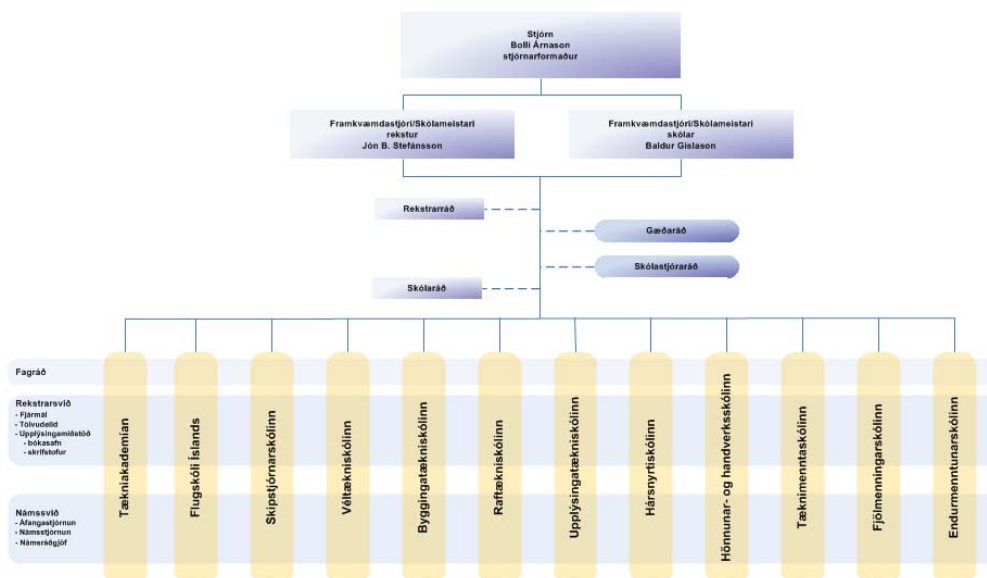 Stjórn
Bolli Árnason
stjórnarformaður
Framkvæmdastjóri/Skólameistari
rekstur
Jón B. Stefánsson
Framkvæmdastjóri/Skólameistari
skólar
Baldur Gíslason
Rekstrarráð
Gæðaráð
Skólastjóraráð
Skólaráð
Fagráð
Rekstrarsvið
- Fjármál
- Tölvudeild
- Upplýsingamiðstöð
- bókasafn
- skrifstofur
Námssvið
- Áfangastjórnun
- Námsstjórnun
- Námsráðgjöf
Tækniakademían
Flugskóli Íslands
Skipstjórnarskólinn
Véltækniskólinn
Byggingatækniskólinn
Raftækniskólinn
Upplýsingatækniskólinn
Hársnyrtiskólinn
Hönnunar- og handverksskólinn
Tæknimenntaskólinn
Fjölmenningarskólinn
Endurmenntunarskólinn